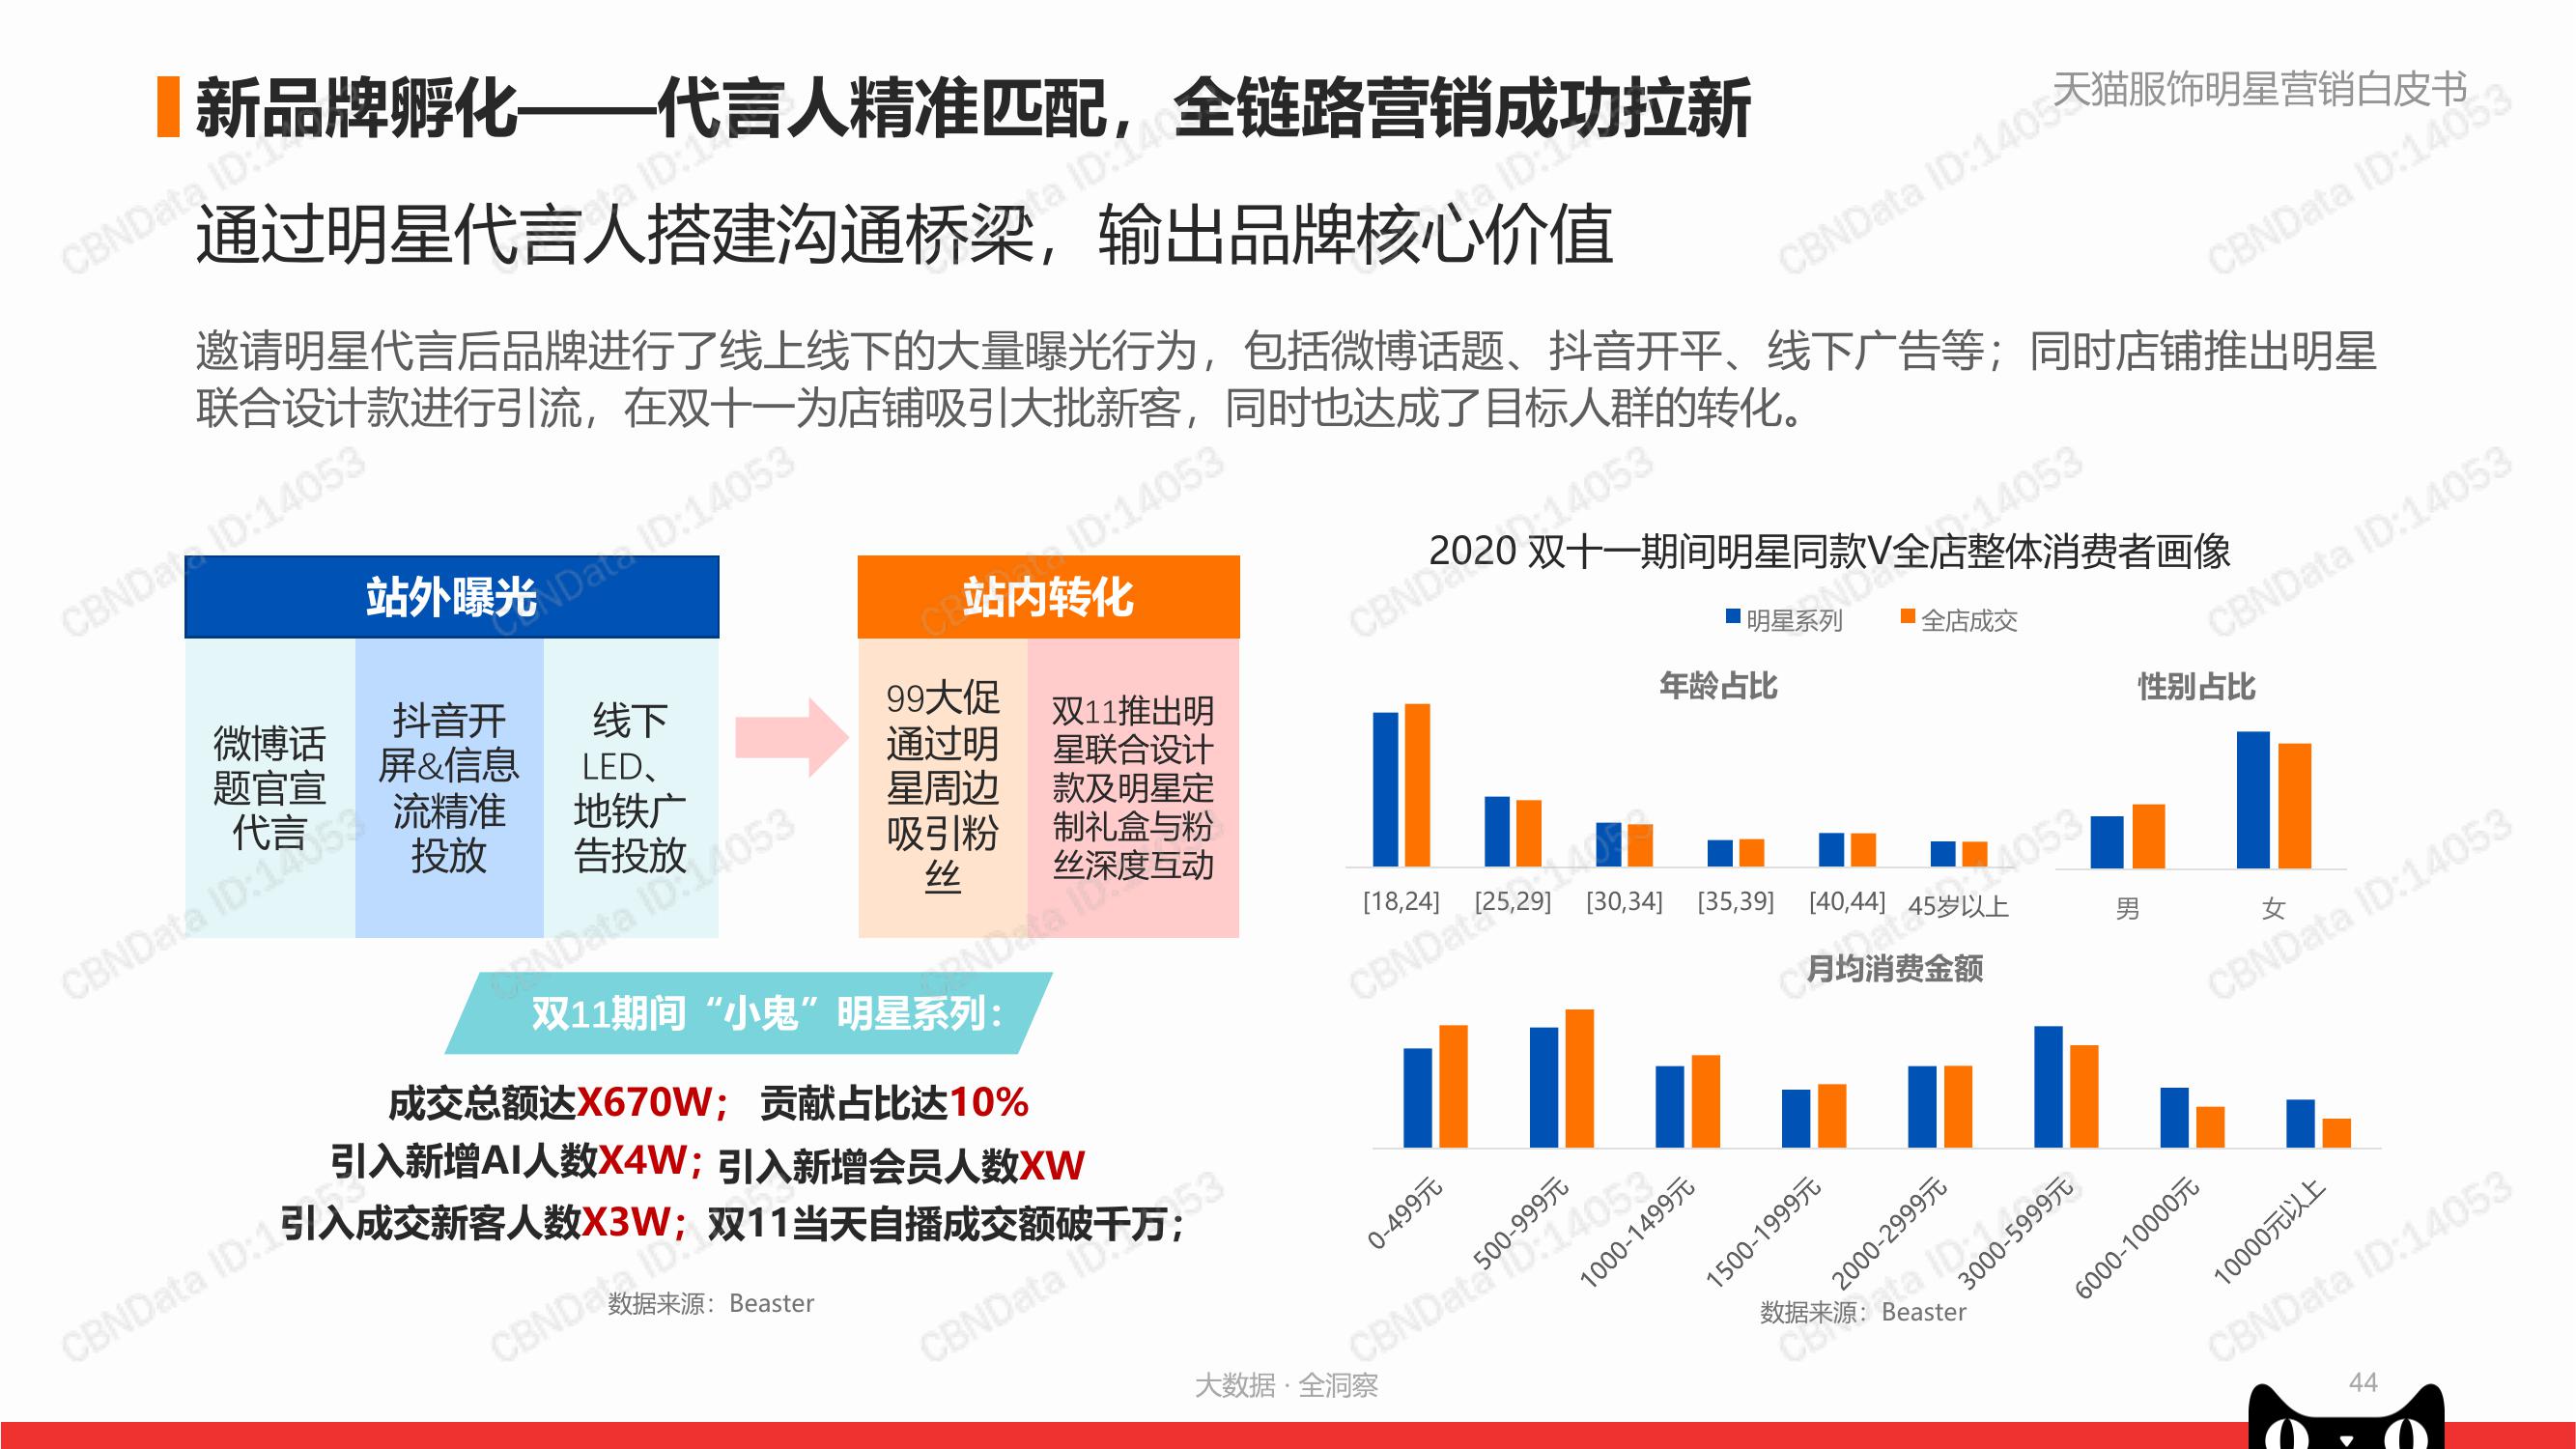 新品牌孵化——代言人精准匹配，全链路营销成功拉新
天猫服饰明星营销白皮书
通过明星代言人搭建沟通桥梁，输出品牌核心价值
邀请明星代言后品牌进行了线上线下的大量曝光行为，包括微博话题、抖音开平、线下广告等；同时店铺推出明星
联合设计款进行引流，在双十一为店铺吸引大批新客，同时也达成了目标人群的转化。
站外曝光
微博话
题官宣
代言
抖音开
屏&信息
流精准
投放
线下
LED、
地铁广
告投放
站内转化
99大促
通过明
星周边
吸引粉
丝
双11推出明
星联合设计
款及明星定
制礼盒与粉
丝深度互动
双11期间“小鬼”明星系列：
成交总额达X670W； 贡献占比达10%
引入新增AI人数X4W；引入新增会员人数XW
引入成交新客人数X3W；双11当天自播成交额破千万；
数据来源：Beaster
2020 双十一期间明星同款V全店整体消费者画像
明星系列 全店成交
年龄占比
[18,24] [25,29] [30,34] [35,39] [40,44] 45岁以上
性别占比
男 女
月均消费金额
0-499元
500-999元
1000-1499元
1500-1999元
2000-2999元
3000-5999元
6000-10000元
10000元以上
数据来源：Beaster
大数据 · 全洞察
44
CBNData ID:14053